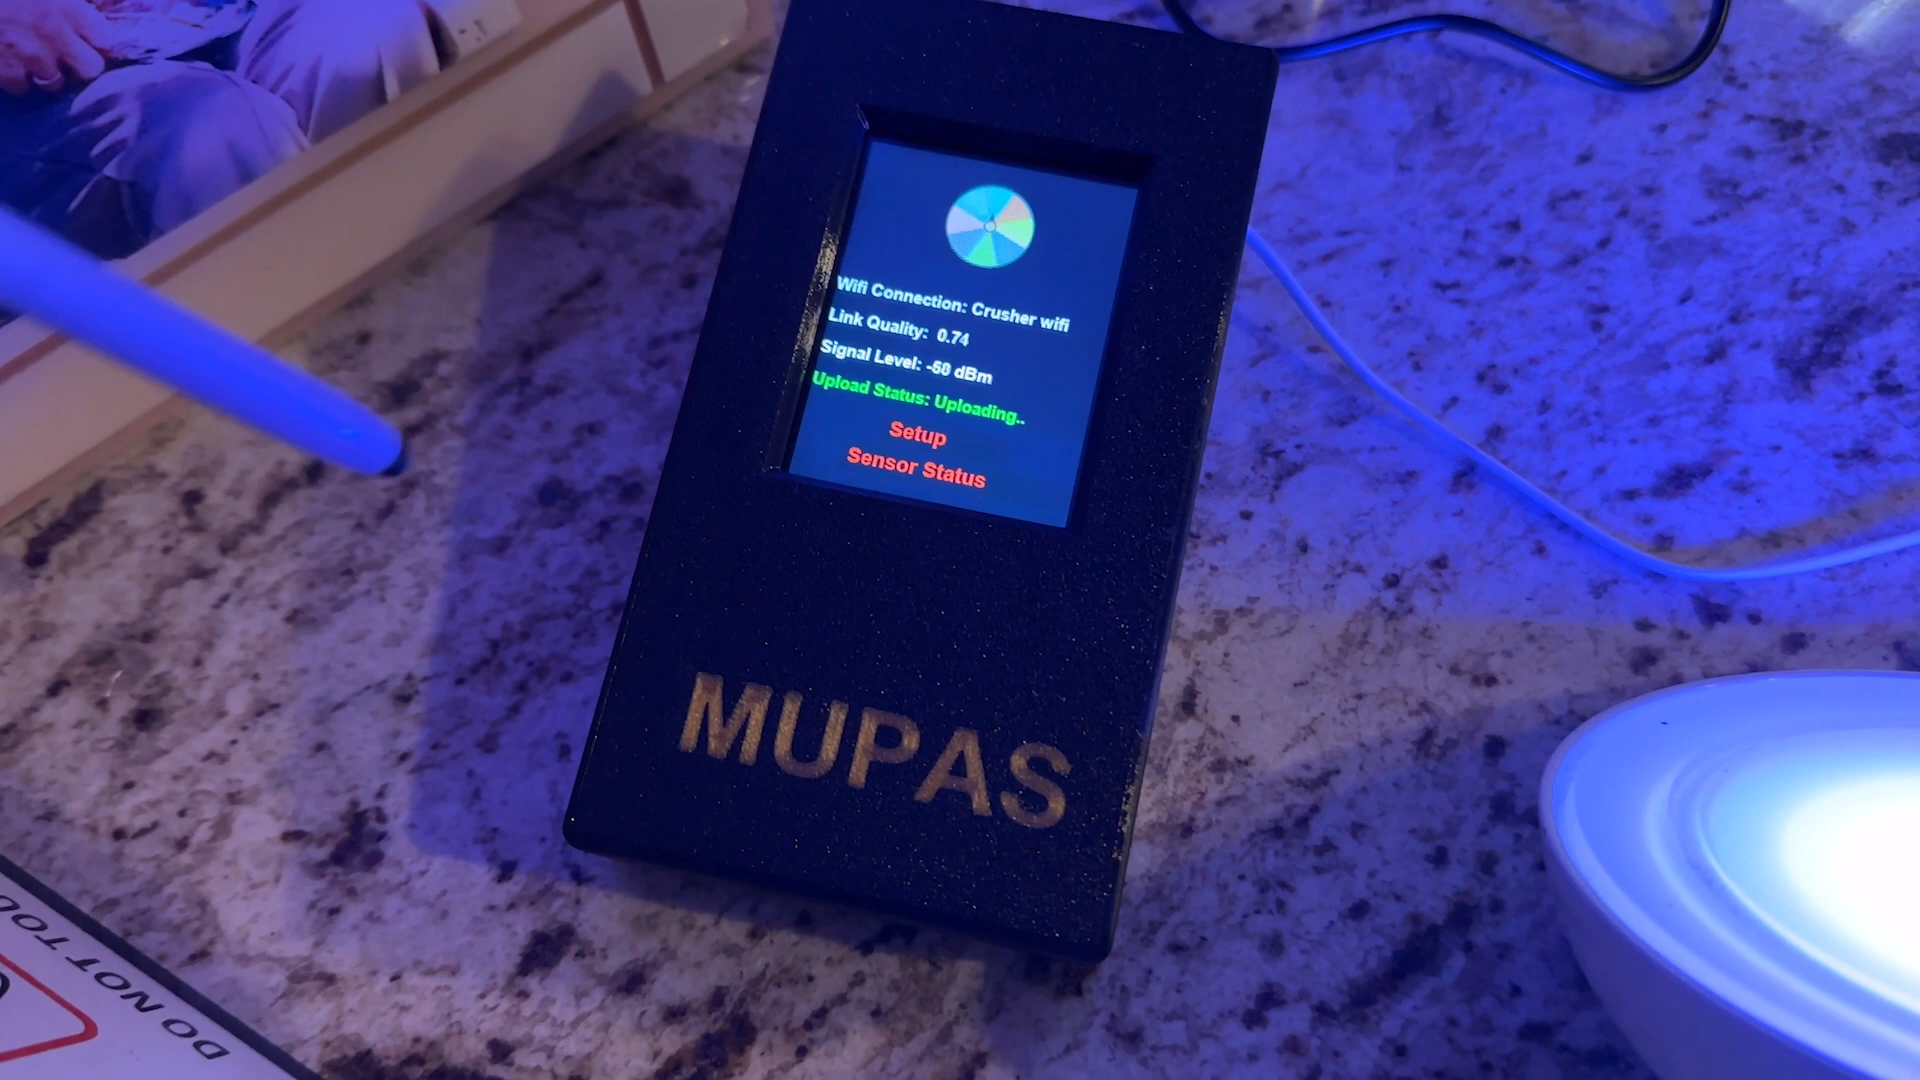 Wifi Connection: Crusher wifi
Link Quality: 0.74
Signal Level: -58 dBm
Upload Status: Uploading..
Setup
Sensor Status
MUPAS
DO NOT TOU